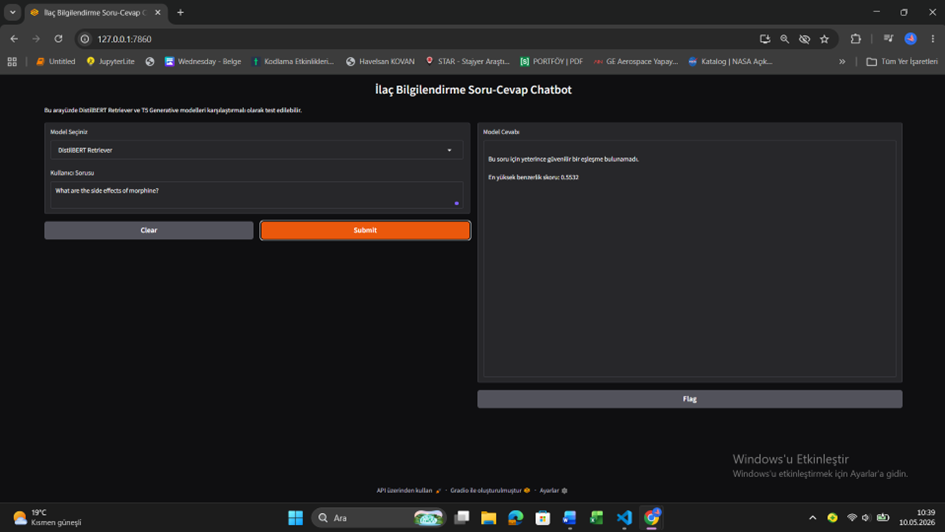 İlaç Bilgilendirme Soru-Cevap C
127.0.0.1:7860
Untitled
JupyterLite
Wednesday - Belge
Kodlama Etkinlikleri...
Havelsan KOVAN
STAR - Stajyer Araştı...
PORTFÖY | PDF
GE Aerospace Yapay...
Katalog | NASA Açık...
Tüm Yer İşaretleri
İlaç Bilgilendirme Soru-Cevap Chatbot
Bu arayüzde DistilBERT Retriever ve T5 Generative modelleri karşılaştırmalı olarak test edilebilir.
Model Seçiniz
DistilBERT Retriever
Kullanıcı Sorusu
What are the side effects of morphine?
Clear
Submit
Model Cevabı
Bu soru için yeterince güvenilir bir eşleşme bulunamadı.
En yüksek benzerlik skoru: 0.5532
Flag
Windows'u Etkinleştir
Windows'u etkinleştirmek için Ayarlar'a gidin.
API üzerinden kullan · Gradio ile oluşturulmuştur · Ayarlar
19°C
Kısmen güneşli
Ara
10:39
10.05.2026